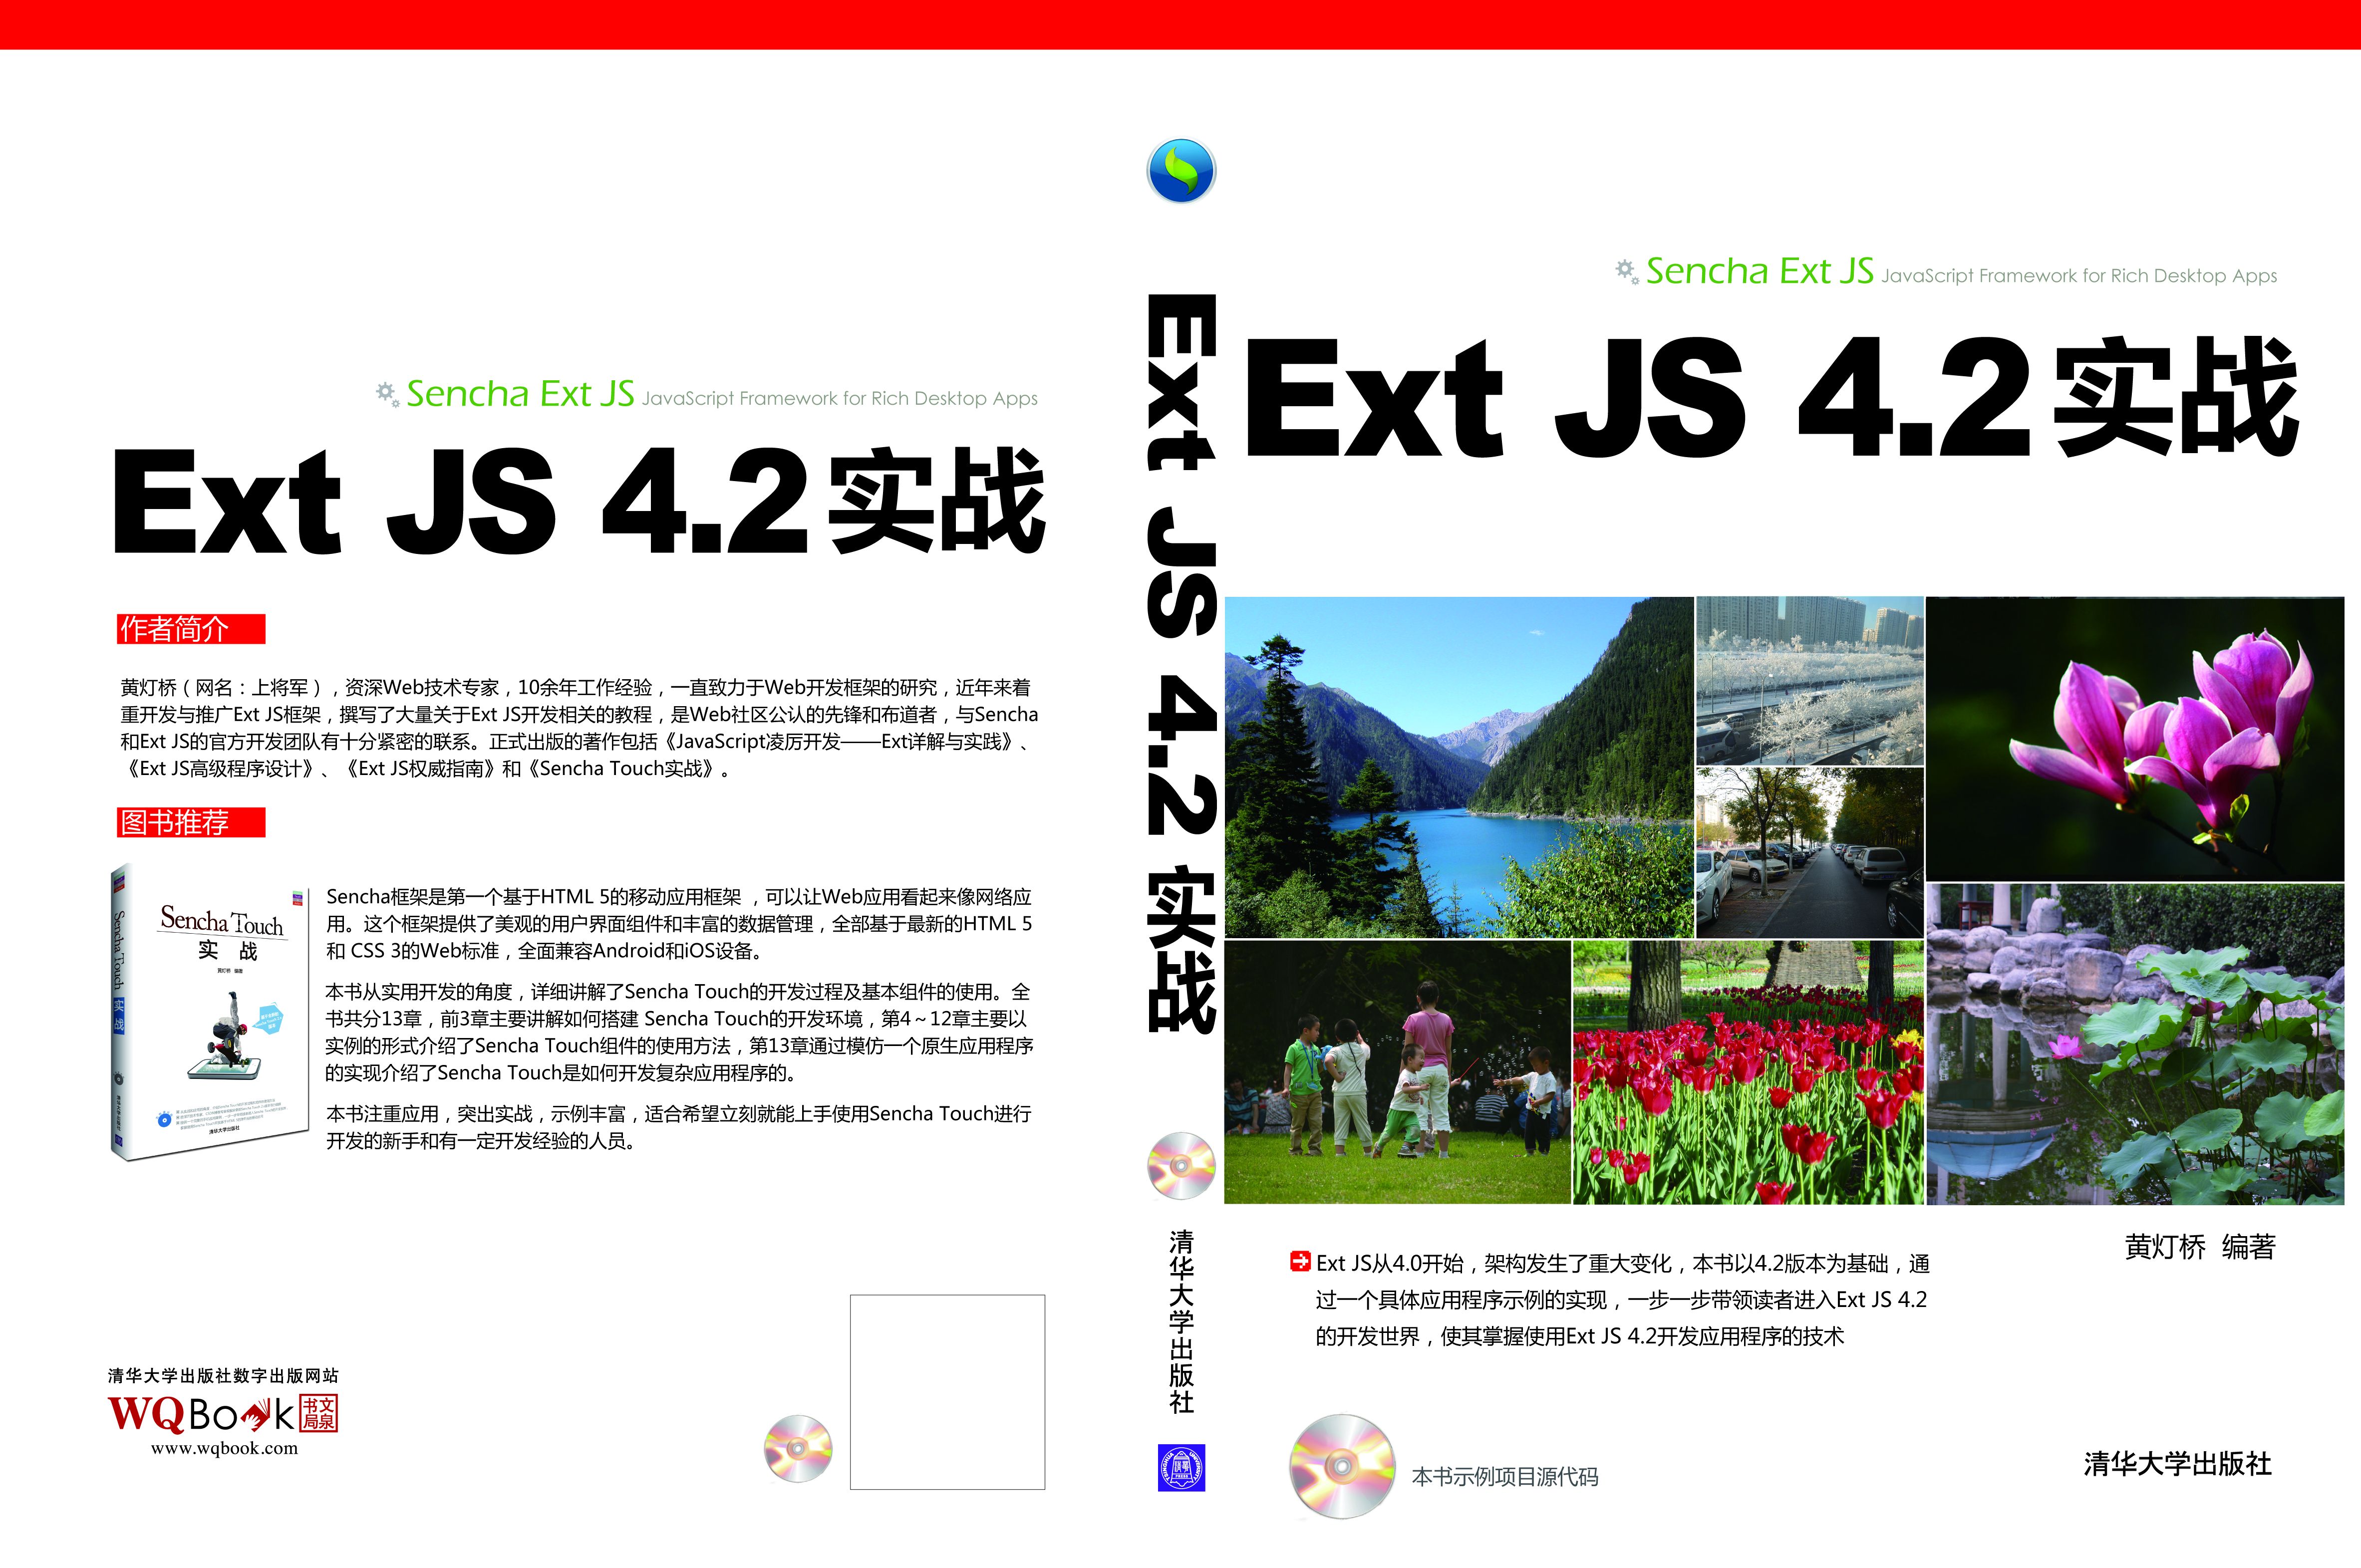 Sencha Ext JS JavaScript Framework for Rich Desktop Apps
Ext JS 4.2实战
作者简介
黄灯桥（网名：上将军），资深Web技术专家，10余年工作经验，一直致力于Web开发框架的研究，近年来着
重开发与推广Ext JS框架，撰写了大量关于Ext JS开发相关的教程，是Web社区公认的先锋和布道者，与Sencha
和Ext JS的官方开发团队有十分紧密的联系。正式出版的著作包括《JavaScript凌厉开发——Ext详解与实践》、
《Ext JS高级程序设计》、《Ext JS权威指南》和《Sencha Touch实战》。
图书推荐
Sencha Touch
实战
Sencha Touch
实 战
黄灯桥 编著
清华大学出版社
Sencha框架是第一个基于HTML 5的移动应用框架 ，可以让Web应用看起来像网络应
用。这个框架提供了美观的用户界面组件和丰富的数据管理，全部基于最新的HTML 5
和 CSS 3的Web标准，全面兼容Android和iOS设备。
本书从实用开发的角度，详细讲解了Sencha Touch的开发过程及基本组件的使用。全
书共分13章，前3章主要讲解如何搭建 Sencha Touch的开发环境，第4～12章主要以
实例的形式介绍了Sencha Touch组件的使用方法，第13章通过模仿一个原生应用程序
的实现介绍了Sencha Touch是如何开发复杂应用程序的。
本书注重应用，突出实战，示例丰富，适合希望立刻就能上手使用Sencha Touch进行
开发的新手和有一定开发经验的人员。
清华大学出版社数字出版网站
WQBook 文泉书局
www.wqbook.com
Ext JS 4.2 实战
清华大学出版社
Sencha Ext JS JavaScript Framework for Rich Desktop Apps
Ext JS 4.2实战
黄灯桥 编著
Ext JS从4.0开始，架构发生了重大变化，本书以4.2版本为基础，通
过一个具体应用程序示例的实现，一步一步带领读者进入Ext JS 4.2
的开发世界，使其掌握使用Ext JS 4.2开发应用程序的技术
本书示例项目源代码
清华大学出版社